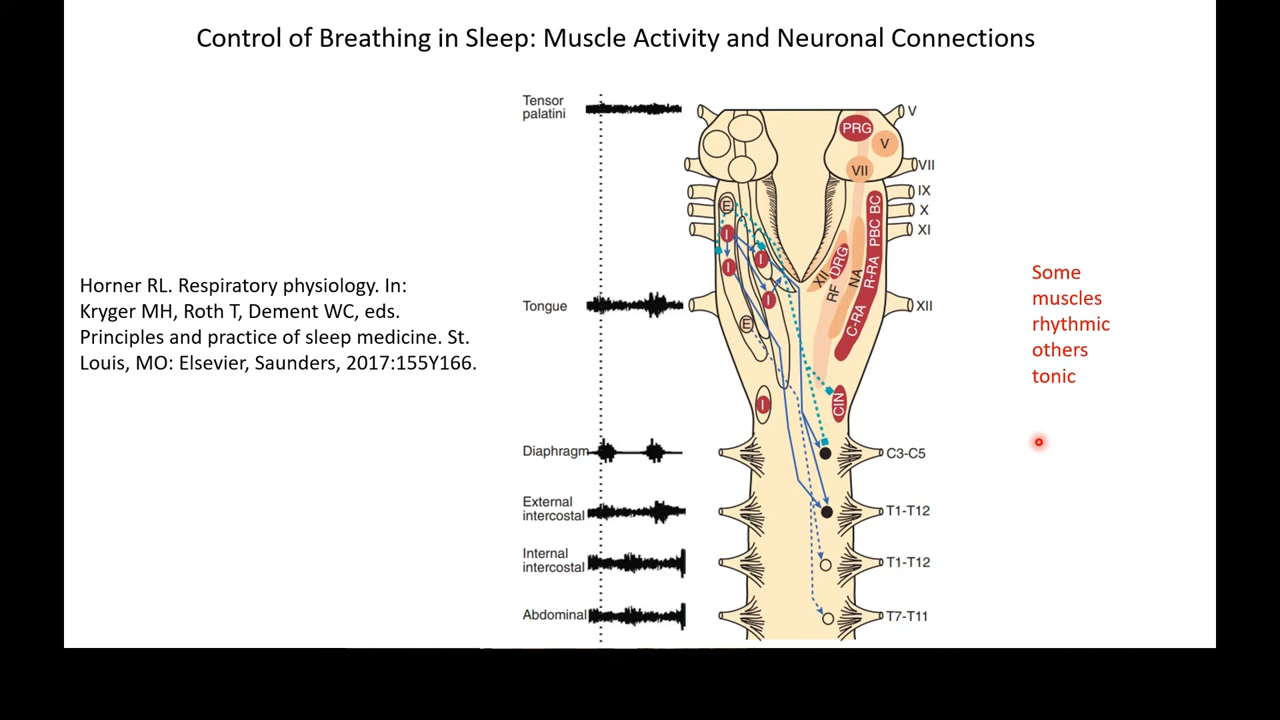 Control of Breathing in Sleep: Muscle Activity and Neuronal Connections
Horner RL. Respiratory physiology. In:
Kryger MH, Roth T, Dement WC, eds.
Principles and practice of sleep medicine. St.
Louis, MO: Elsevier, Saunders, 2017:155Y166.
Tensor
palatini
Tongue
Diaphragm
External
intercostal
Internal
intercostal
Abdominal
E
I
I
I
I
E
I
PRG
V
VII
BC
PBC
R-RA
C-RA
DRG
XII
RF
NA
CIN
V
VII
IX
X
XI
XII
C3-C5
T1-T12
T1-T12
T7-T11
Some
muscles
rhythmic
others
tonic